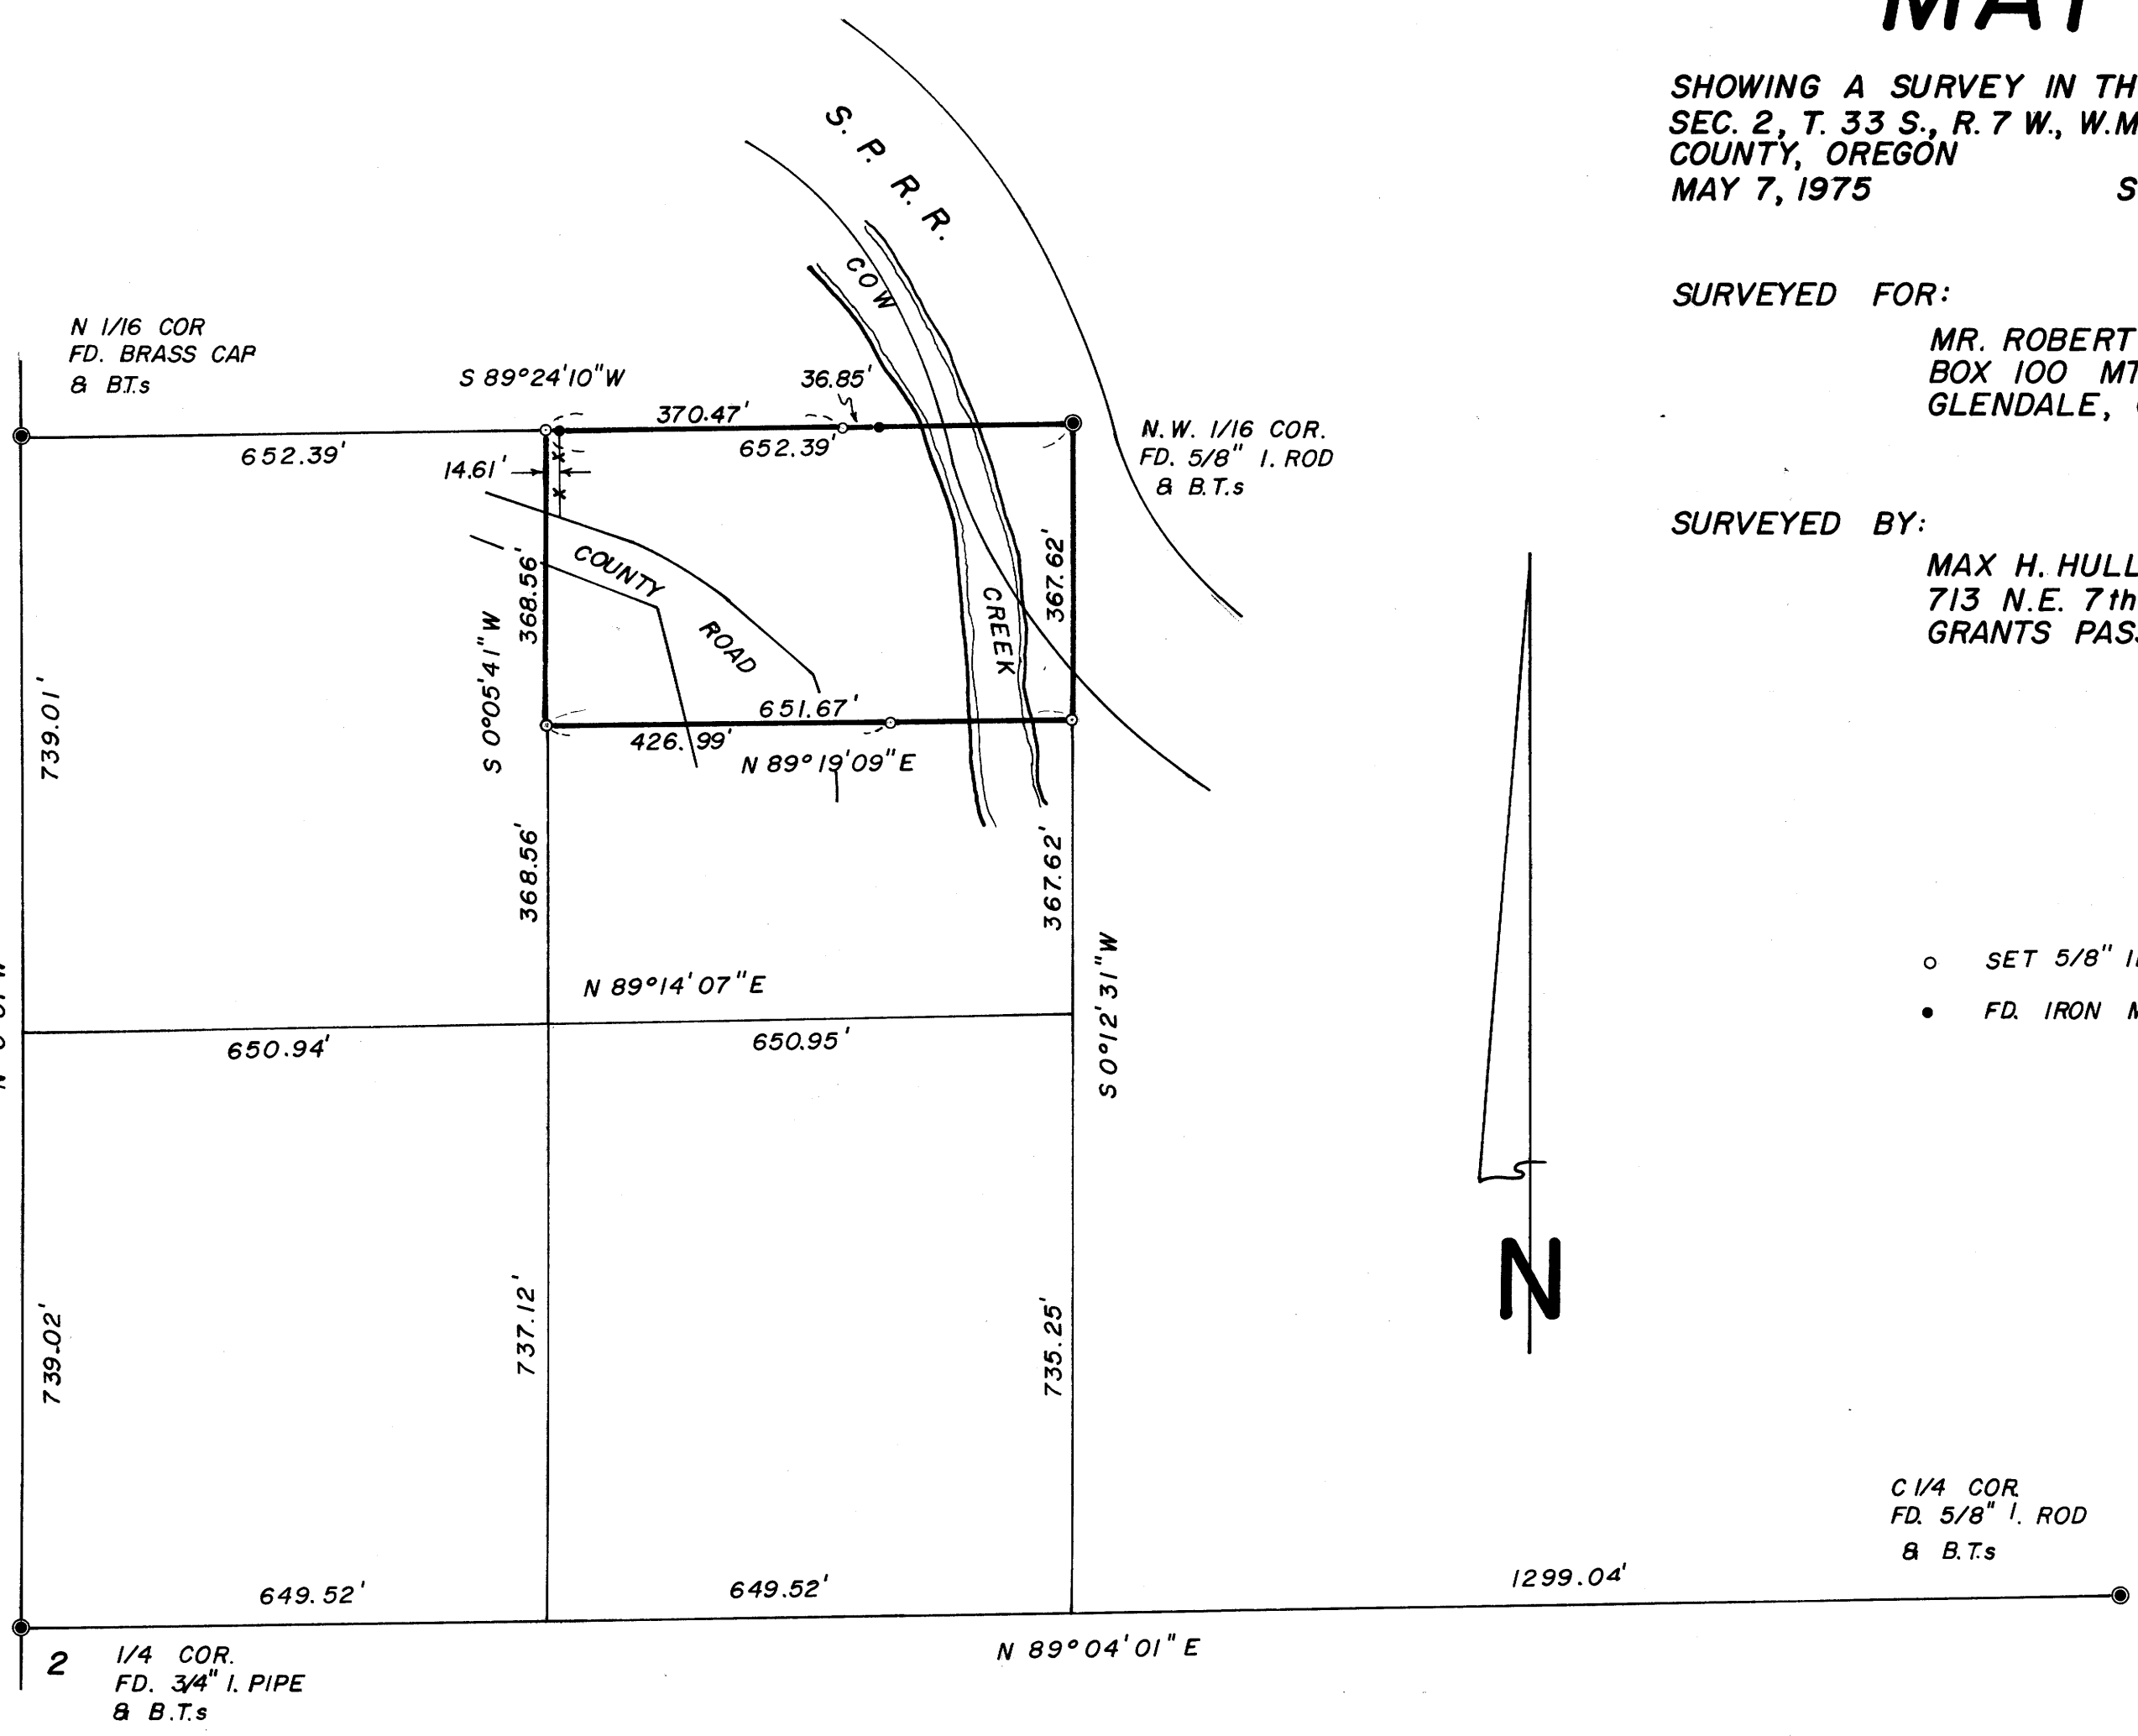 MAP
SHOWING A SURVEY IN TH
SEC. 2, T. 33 S., R. 7 W., W.M
COUNTY, OREGON
MAY 7, 1975 S
SURVEYED FOR:
MR. ROBERT
BOX 100 MT
GLENDALE,
SURVEYED BY:
MAX H. HULL
713 N.E. 7th
GRANTS PASS
S. P. R. R.
COW
CREEK
N 1/16 COR
FD. BRASS CAP
& B.T.s
S 89°24'10"W
36.85'
370.47'
652.39'
652.39'
14.61'
N.W. 1/16 COR.
FD. 5/8" I. ROD
& B.T.s
COUNTY
ROAD
368.56'
367.62'
S 0°05'41"W
739.01'
651.67'
426.99'
N 89°19'09"E
368.56'
367.62'
N 89°14'07"E
S 0°12'31"W
650.94'
650.95'
SET 5/8"
FD. IRON
739.02'
737.12'
735.25'
N
C 1/4 COR.
FD. 5/8" I. ROD
& B.T.s
649.52'
649.52'
1299.04'
N 89°04'01"E
2
1/4 COR.
FD. 3/4" I. PIPE
& B.T.s